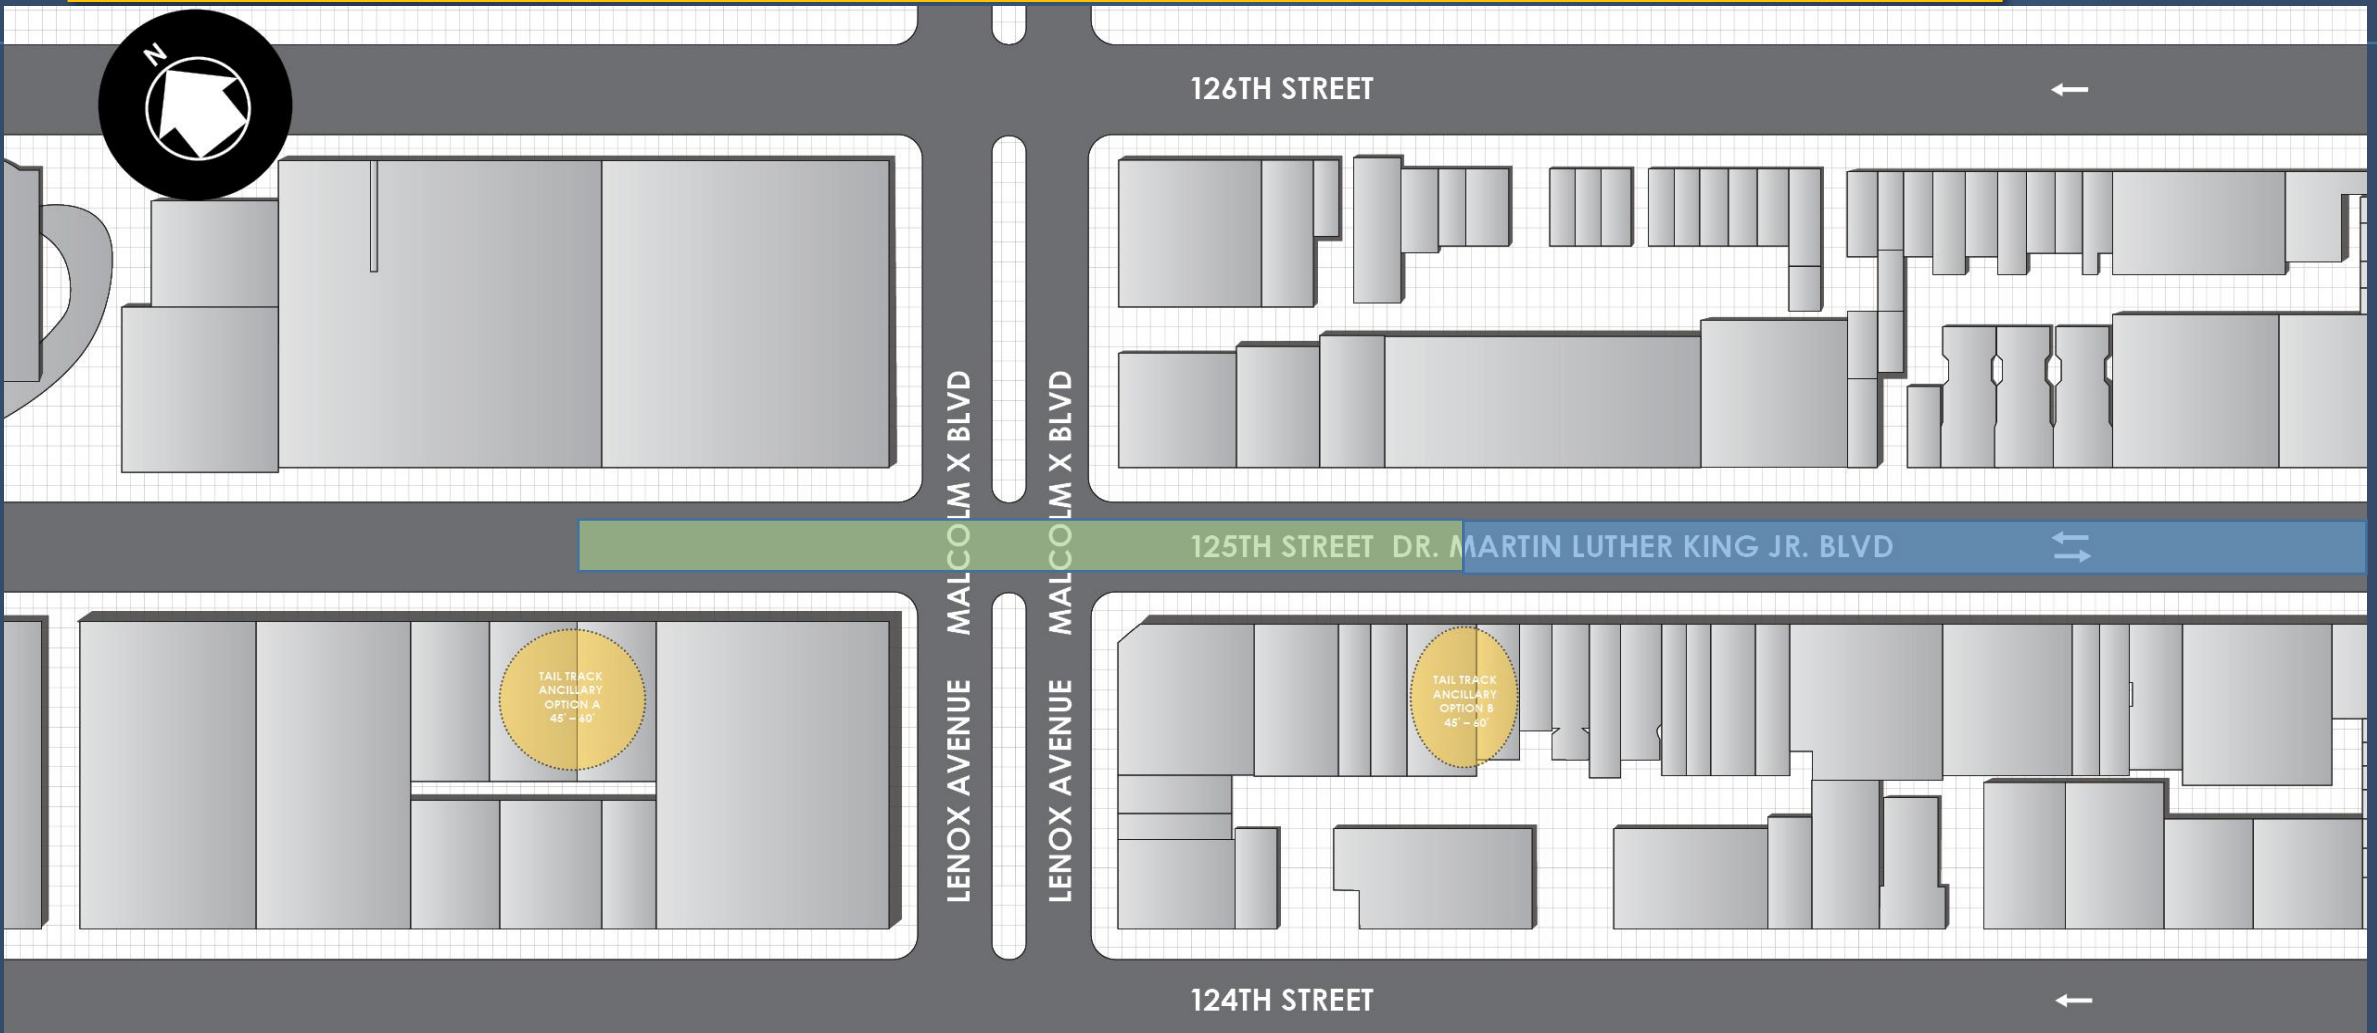 N
126TH STREET
←
MALCOLM X BLVD
MALCOLM X BLVD
125TH STREET DR. MARTIN LUTHER KING JR. BLVD
TAIL TRACK
ANCILLARY
OPTION A
45' – 60'
TAIL TRACK
ANCILLARY
OPTION B
45' – 60'
LENOX AVENUE
LENOX AVENUE
124TH STREET
←